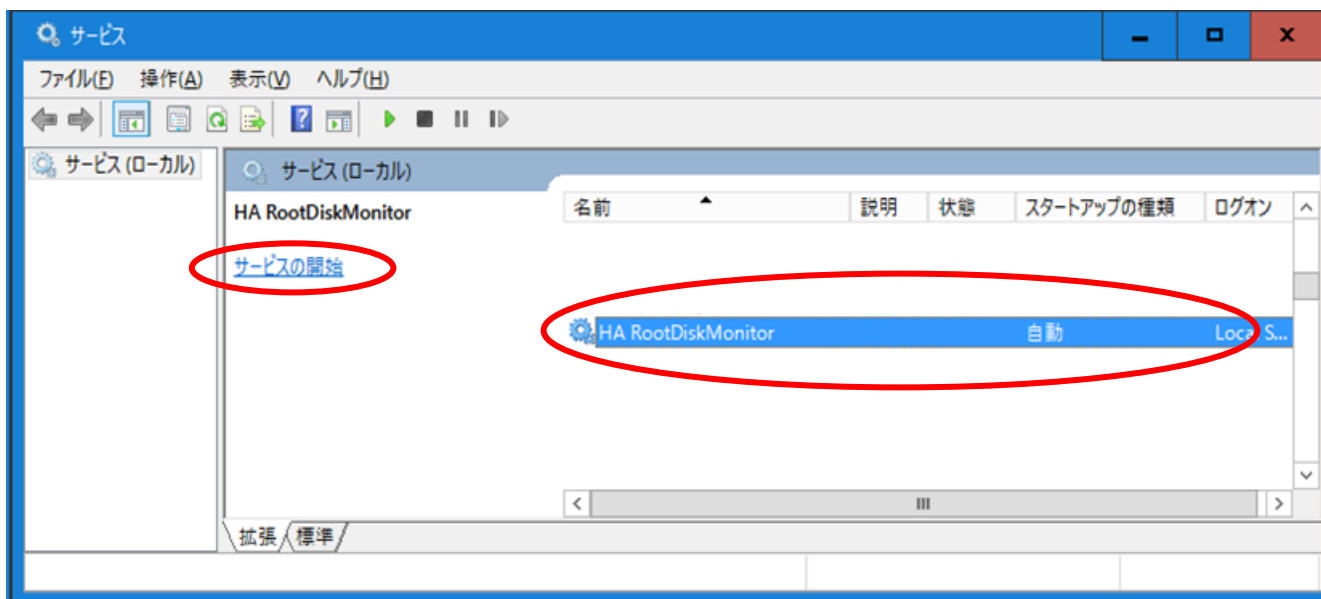 サービス
ファイル(F) 操作(A) 表示(V) ヘルプ(H)
サービス (ローカル)
サービス (ローカル)
HA RootDiskMonitor
サービスの開始
名前 説明 状態 スタートアップの種類 ログオン
HA RootDiskMonitor 自動 Local S...
拡張 標準